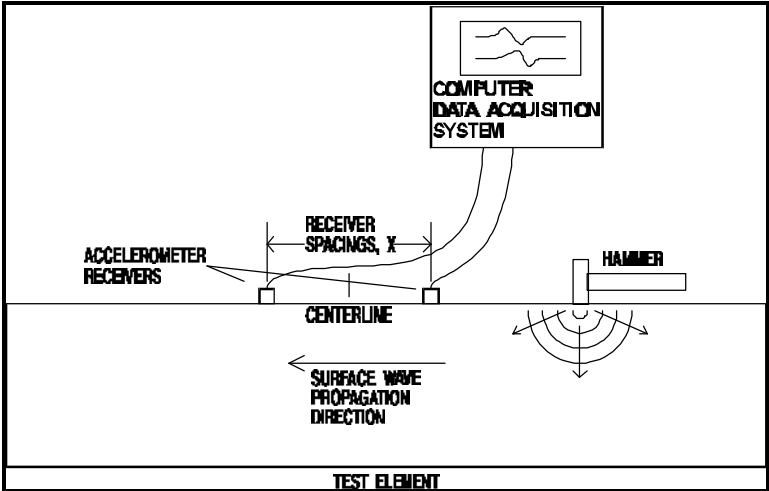 COMPUTER
DATA ACQUISITION
SYSTEM
RECEIVER
SPACINGS, X
ACCELEROMETER
RECEIVERS
HAMMER
CENTERLINE
SURFACE WAVE
PROPAGATION
DIRECTION
TEST ELEMENT